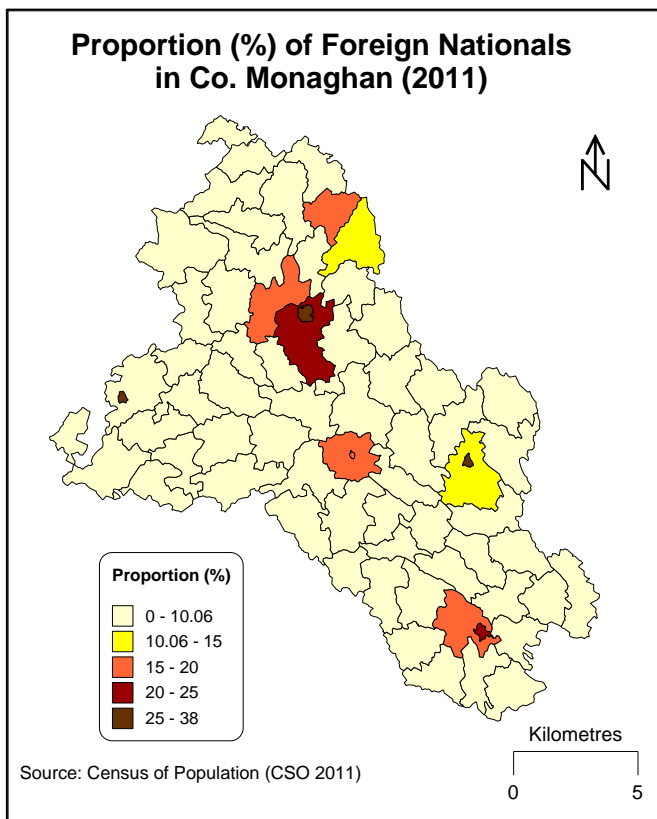 Proportion (%) of Foreign Nationals
in Co. Monaghan (2011)
N
Proportion (%)
0 - 10.06
10.06 - 15
15 - 20
20 - 25
25 - 38
Kilometres
0 5
Source: Census of Population (CSO 2011)